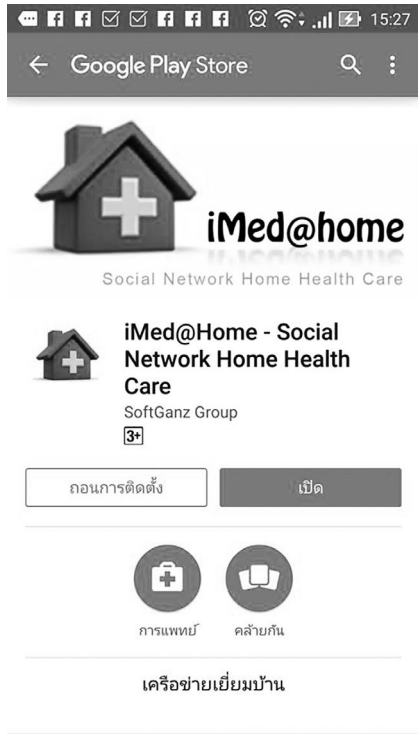 15:27
Google Play Store
iMed@home
Social Network Home Health Care
iMed@Home - Social
Network Home Health
Care
SoftGanz Group
3+
ถอนการติดตั้ง
เปิด
การแพทย์
คล้ายกัน
เครือข่ายเยี่ยมบ้าน